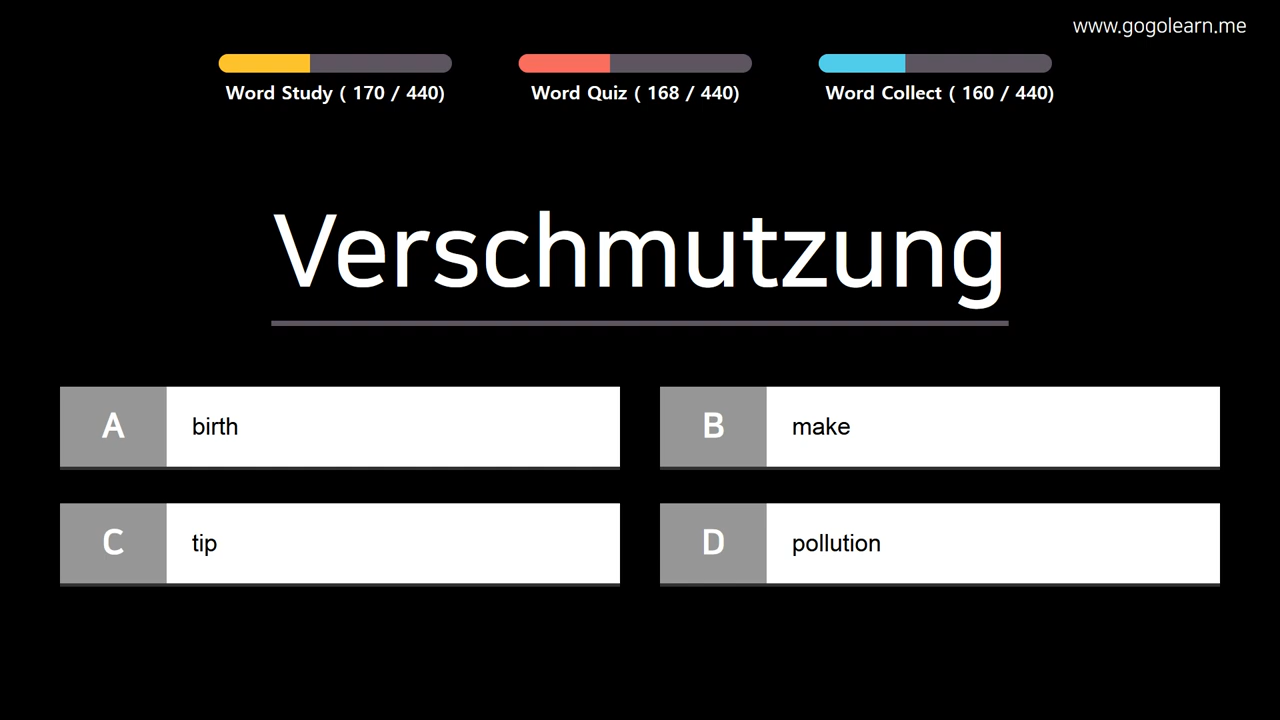 www.gogolearn.me
Word Study ( 170 / 440)
Word Quiz ( 168 / 440)
Word Collect ( 160 / 440)
Verschmutzung
A birth
B make
C tip
D pollution